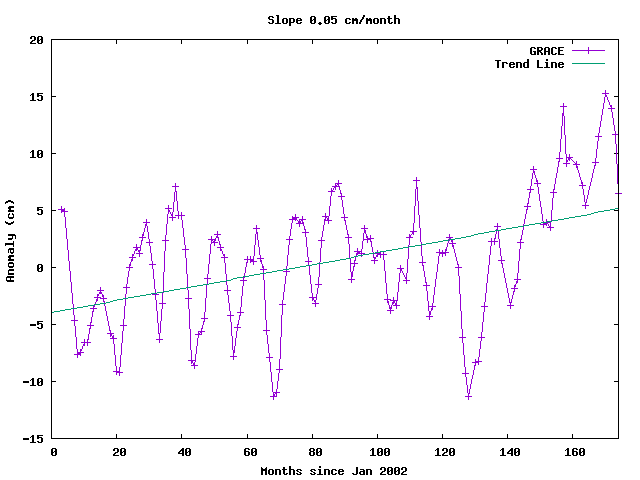 Slope 0.05 cm/month
GRACE
Trend Line
20
15
10
5
0
-5
-10
-15
Anomaly (cm)
0 20 40 60 80 100 120 140 160
Months since Jan 2002